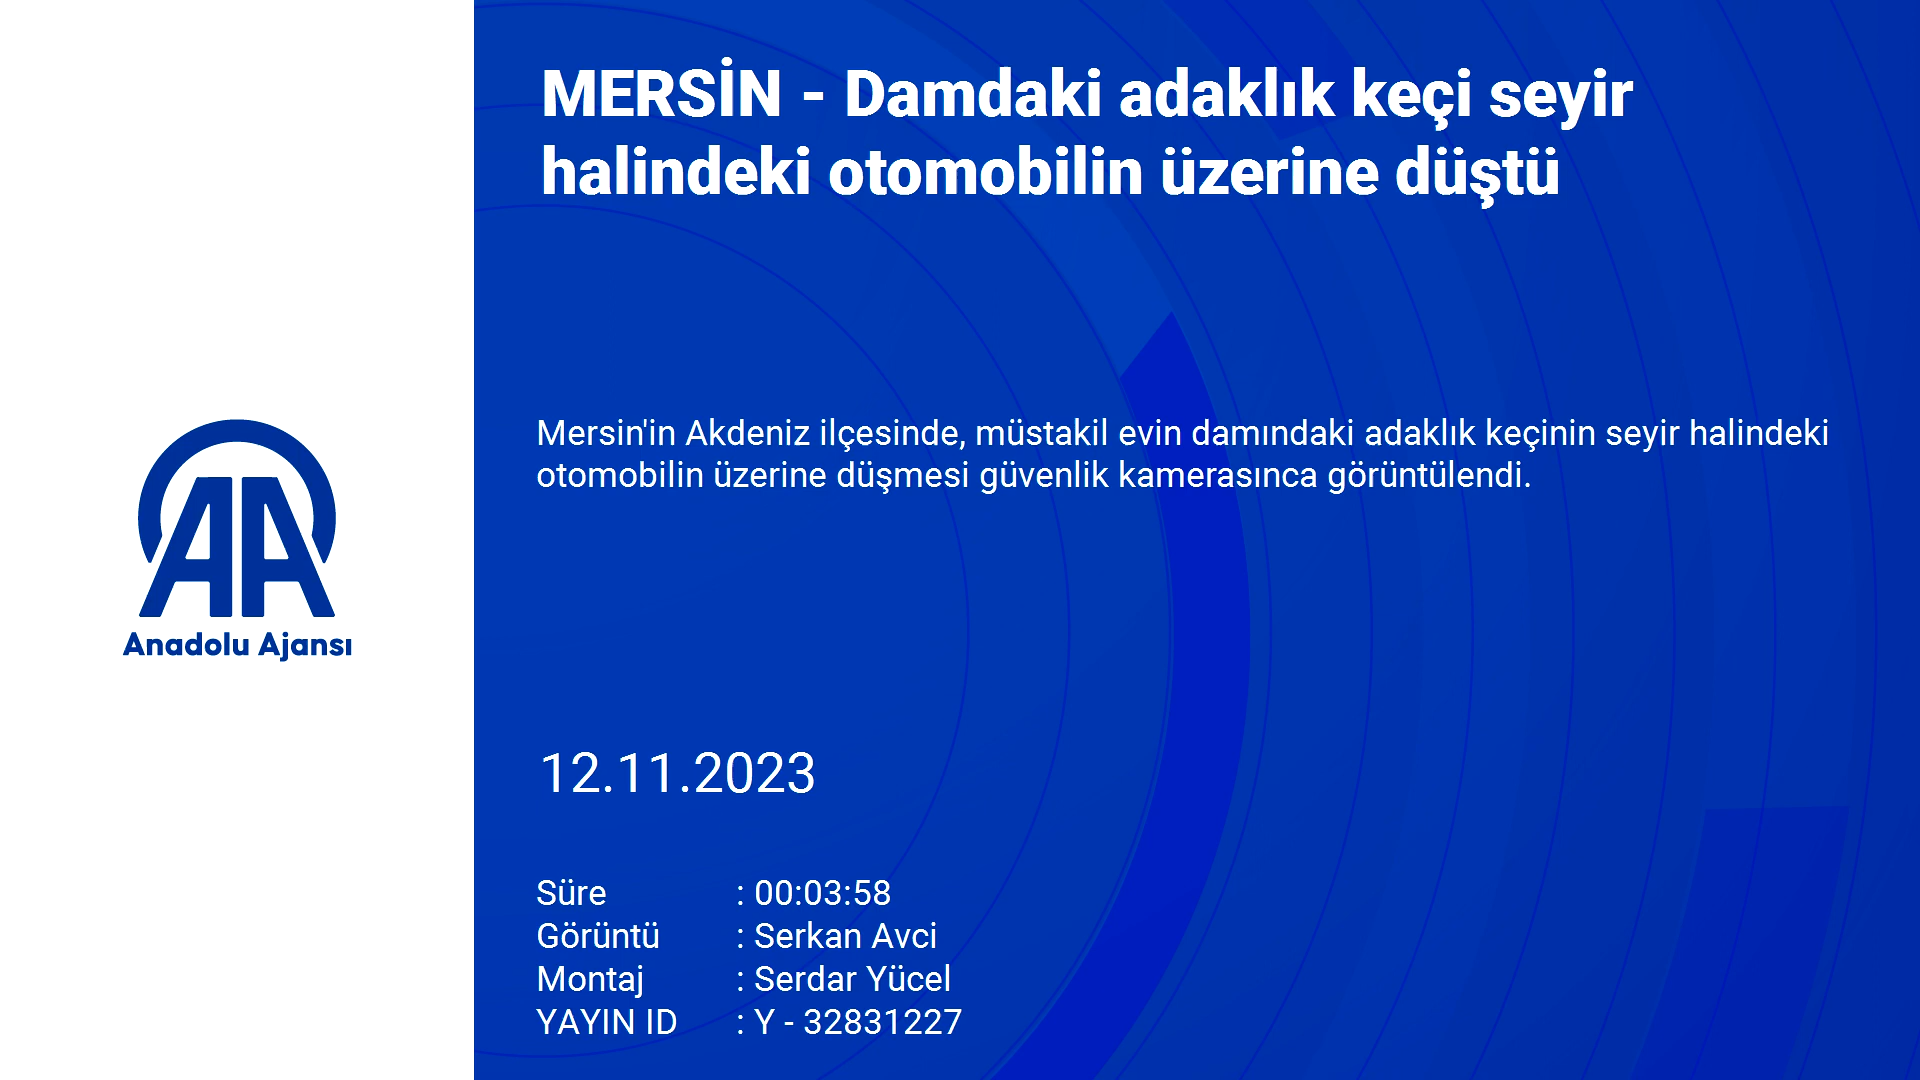 MERSİN - Damdaki adaklık keçi seyir
halindeki otomobilin üzerine düştü
Mersin'in Akdeniz ilçesinde, müstakil evin damındaki adaklık keçinin seyir halindeki
otomobilin üzerine düşmesi güvenlik kamerasınca görüntülendi.
AA
Anadolu Ajansı
12.11.2023
Süre : 00:03:58
Görüntü : Serkan Avci
Montaj : Serdar Yücel
YAYIN ID : Y - 32831227